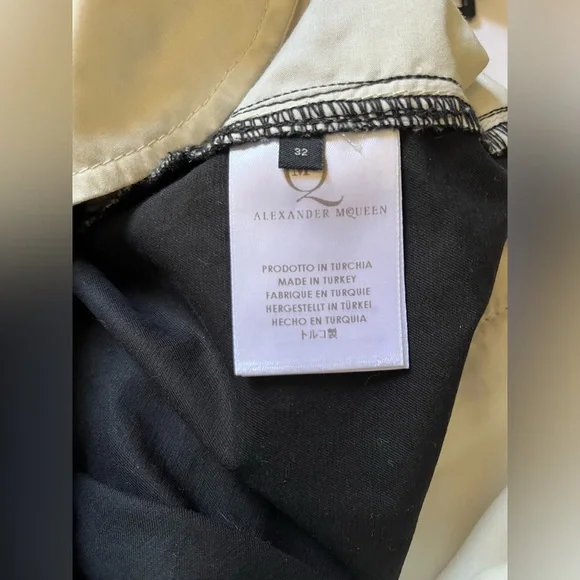 32
ALEXANDER McQUEEN
PRODOTTO IN TURCHIA
MADE IN TURKEY
FABRIQUE EN TURQUIE
HERGESTELLT IN TÜRKEI
HECHO EN TURQUIA
トルコ製